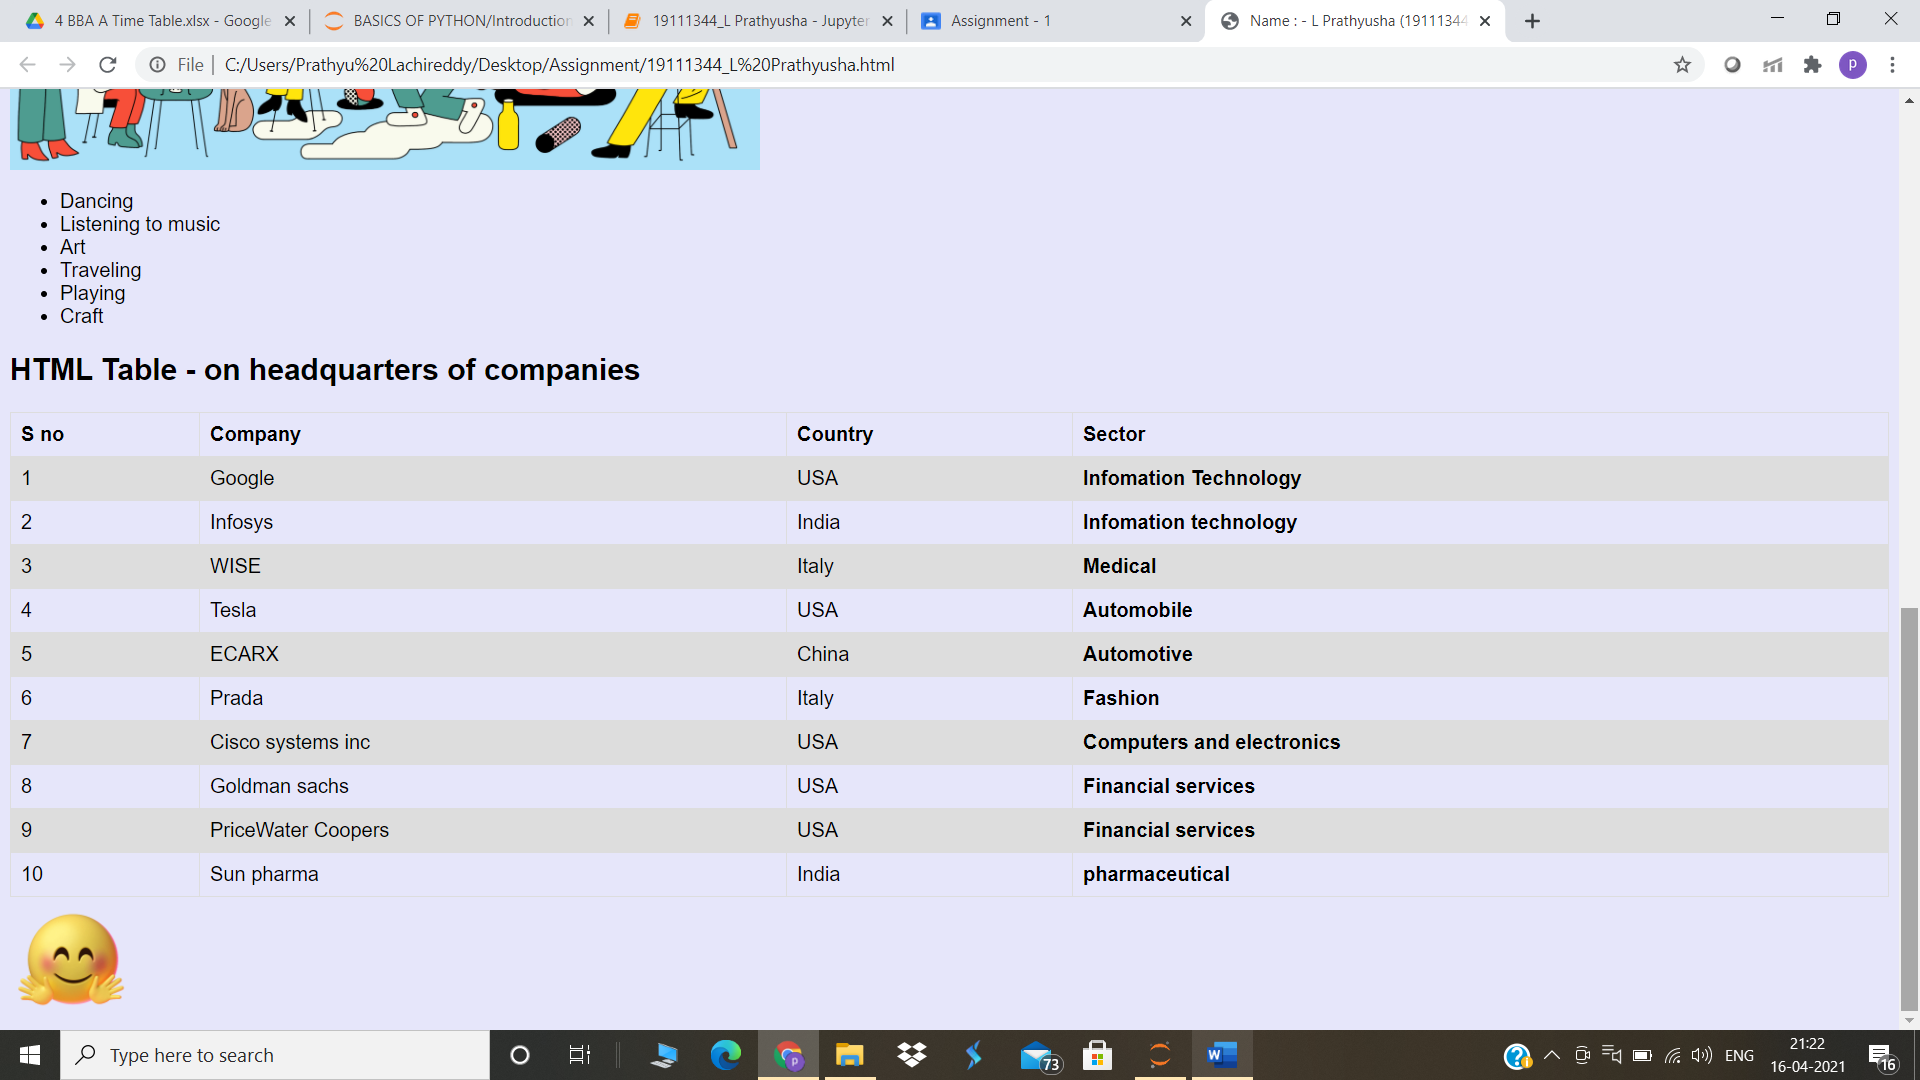 4 BBA A Time Table.xlsx - Google
BASICS OF PYTHON/Introduction
19111344_L Prathyusha - Jupyter
Assignment - 1
Name : - L Prathyusha (19111344
File
C:/Users/Prathyu%20Lachireddy/Desktop/Assignment/19111344_L%20Prathyusha.html
P
Dancing
Listening to music
Art
Traveling
Playing
Craft
HTML Table - on headquarters of companies
S no Company Country Sector
1 Google USA Infomation Technology
2 Infosys India Infomation technology
3 WISE Italy Medical
4 Tesla USA Automobile
5 ECARX China Automotive
6 Prada Italy Fashion
7 Cisco systems inc USA Computers and electronics
8 Goldman sachs USA Financial services
9 PriceWater Coopers USA Financial services
10 Sun pharma India pharmaceutical
Type here to search
P
73
W
?
ENG
21:22
16-04-2021
16